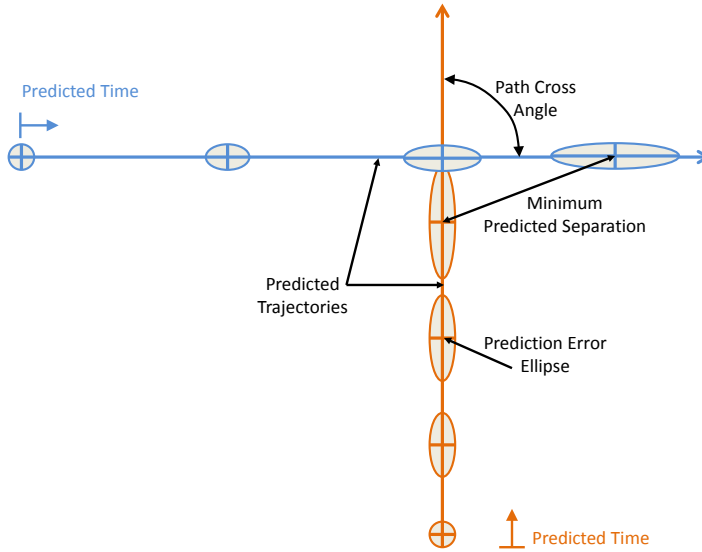 Predicted Time
Path Cross
Angle
Minimum
Predicted Separation
Predicted
Trajectories
Prediction Error
Ellipse
Predicted Time